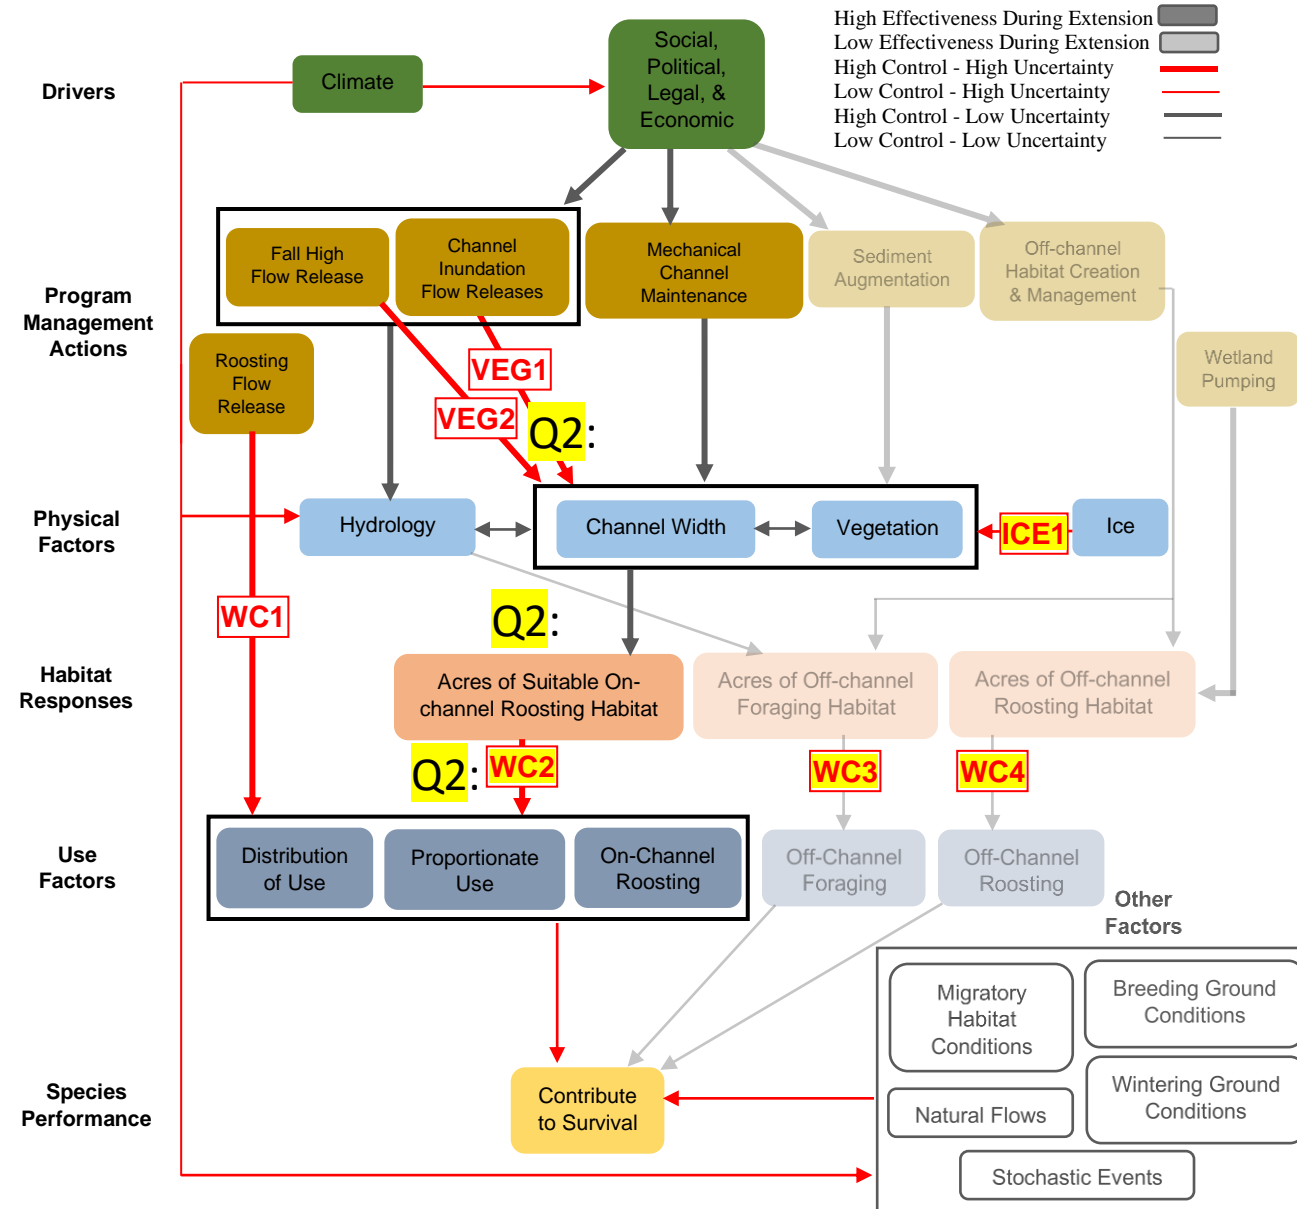 High Effectiveness During Extension
Low Effectiveness During Extension
High Control - High Uncertainty
Low Control - High Uncertainty
High Control - Low Uncertainty
Low Control - Low Uncertainty
Drivers
Climate
Social,
Political,
Legal, &
Economic
Program
Management
Actions
Fall High
Flow Release
Channel
Inundation
Flow Releases
Mechanical
Channel
Maintenance
Sediment
Augmentation
Off-channel
Habitat Creation
& Management
Roosting
Flow
Release
Wetland
Pumping
VEG1
VEG2
Q2:
Physical
Factors
Hydrology
Channel Width
Vegetation
ICE1
Ice
WC1
Q2:
Habitat
Responses
Acres of Suitable On-
channel Roosting Habitat
Acres of Off-channel
Foraging Habitat
Acres of Off-channel
Roosting Habitat
Q2:
WC2
WC3
WC4
Use
Factors
Distribution
of Use
Proportionate
Use
On-Channel
Roosting
Off-Channel
Foraging
Off-Channel
Roosting
Other
Factors
Migratory
Habitat
Conditions
Breeding Ground
Conditions
Species
Performance
Contribute
to Survival
Natural Flows
Wintering Ground
Conditions
Stochastic Events